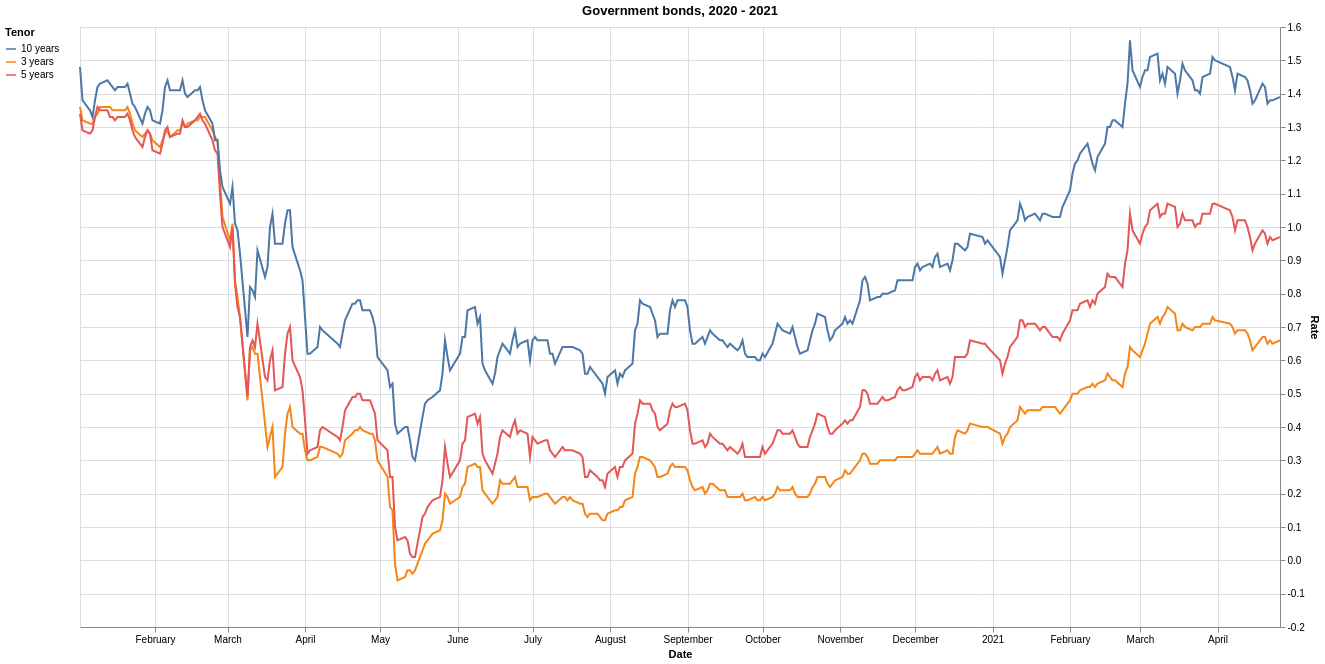 Government bonds, 2020 - 2021
Tenor
10 years
3 years
5 years
1.6
1.5
1.4
1.3
1.2
1.1
1.0
0.9
0.8
0.7
0.6
0.5
0.4
0.3
0.2
0.1
0.0
-0.1
-0.2
Rate
February March April May June July August September October November December 2021 February March April
Date